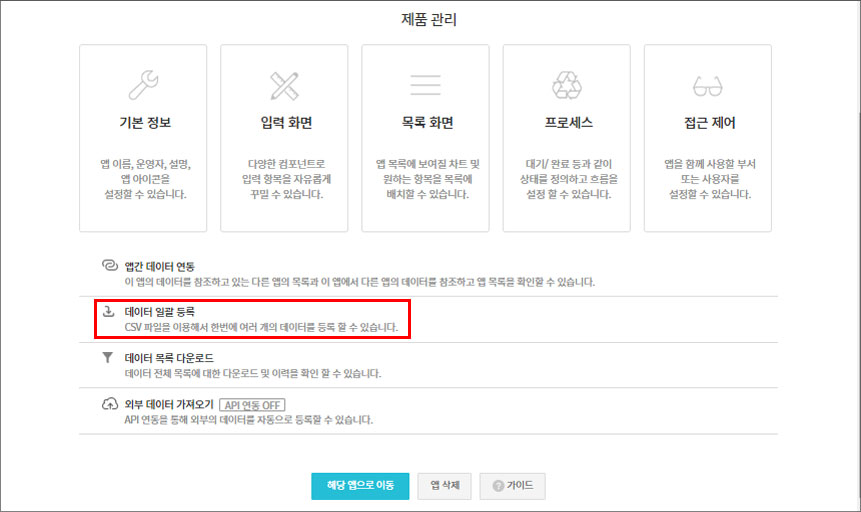 제품 관리
기본 정보
앱 이름, 운영자, 설명,
앱 아이콘을
설정할 수 있습니다.
입력 화면
다양한 컴포넌트로
입력 항목을 자유롭게
꾸밀 수 있습니다.
목록 화면
앱 목록에 보여질 차트 및
원하는 항목을 목록에
배치할 수 있습니다.
프로세스
대기/ 완료 등과 같이
상태를 정의하고 흐름을
설정 할 수 있습니다.
접근 제어
앱을 함께 사용할 부서
또는 사용자를
설정할 수 있습니다.
앱간 데이터 연동
이 앱의 데이터를 참조하고 있는 다른 앱의 목록과 이 앱에서 다른 앱의 데이터를 참조하고 앱 목록을 확인할 수 있습니다.
데이터 일괄 등록
CSV 파일을 이용해서 한번에 여러 개의 데이터를 등록 할 수 있습니다.
데이터 목록 다운로드
데이터 전체 목록에 대한 다운로드 및 이력을 확인 할 수 있습니다.
외부 데이터 가져오기 API 연동 OFF
API 연동을 통해 외부의 데이터를 자동으로 등록할 수 있습니다.
해당 앱으로 이동 앱 삭제 ? 가이드